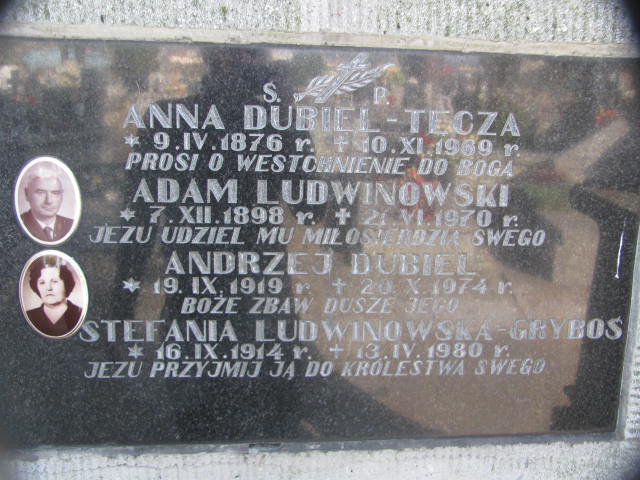 Ś. P.
ANNA DUBIEL-TĘCZA
* 9.IV.1876 r. + 10.XI.1969 r.
PROSI O WESTCHNIENIE DO BOGA
ADAM LUDWINOWSKI
* 7.XII.1898 r. + 21.VI.1970 r.
JEZU UDZIEL MU MIŁOSIERDZIA SWEGO
ANDRZEJ DUBIEL
* 19.IX.1919 r. + 20.X.1974 r.
BOŻE ZBAW DUSZE JEGO
STEFANIA LUDWINOWSKA-GRYBOŚ
* 16.IX.1914 r. + 13.IV.1980 r.
JEZU PRZYJMIJ JĄ DO KRÓLESTWA SWEGO